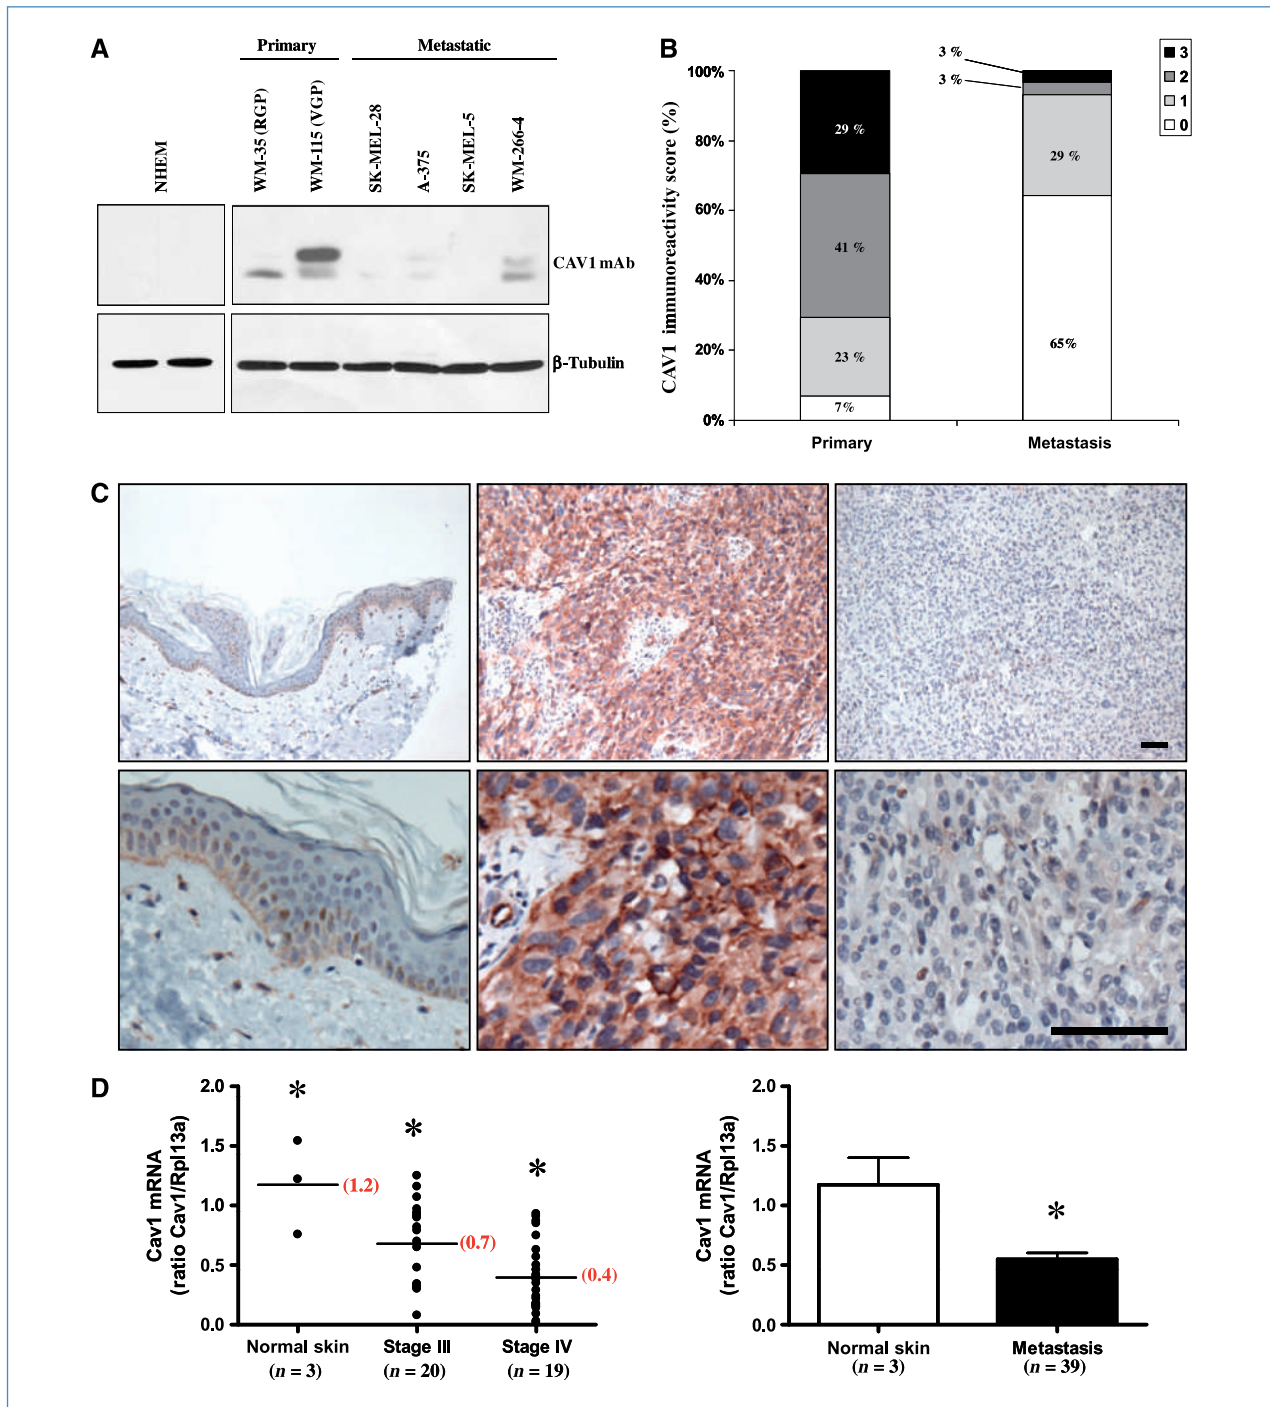 A
Primary
Metastatic
NHEM
WM-35 (RGP)
WM-115 (VGP)
SK-MEL-28
A-375
SK-MEL-5
WM-266-4
CAV1 mAb
β-Tubulin
B
CAV1 immunoreactivity score (%)
100%
80%
60%
40%
20%
0%
29 %
41 %
23 %
7%
3 %
3 %
29 %
65%
Primary
Metastasis
3
2
1
0
C
D
Cav1 mRNA
(ratio Cav1/Rpl13a)
2.0
1.5
1.0
0.5
0.0
*
*
*
(1.2)
(0.7)
(0.4)
Normal skin
(n = 3)
Stage III
(n = 20)
Stage IV
(n = 19)
Cav1 mRNA
(ratio Cav1/Rpl13a)
2.0
1.5
1.0
0.5
0.0
*
Normal skin
(n = 3)
Metastasis
(n = 39)